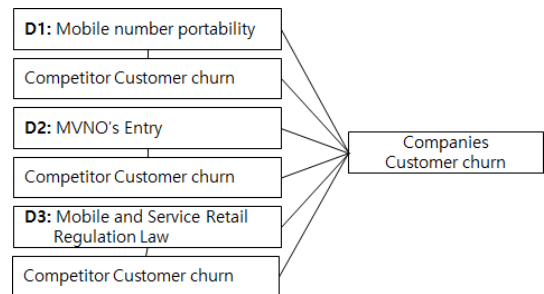 D1: Mobile number portability
Competitor Customer churn
D2: MVNO's Entry
Competitor Customer churn
D3: Mobile and Service Retail
Regulation Law
Competitor Customer churn
Companies
Customer churn